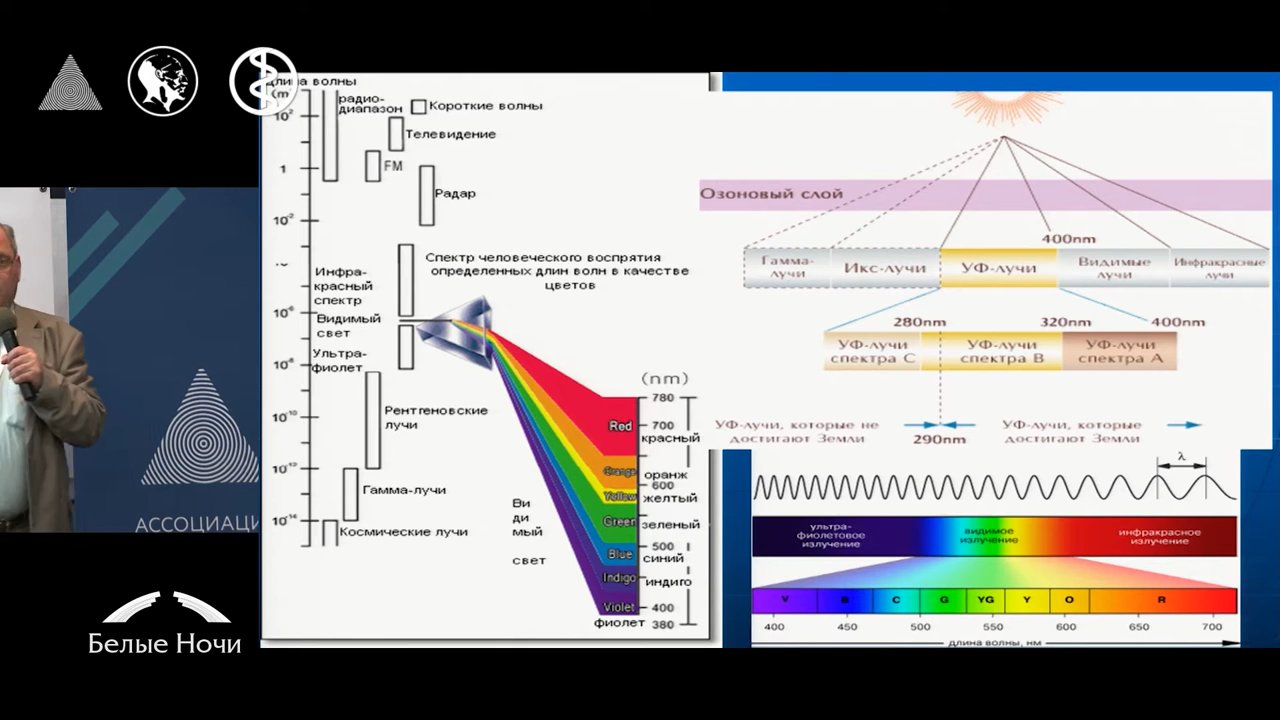 длина волны
(m)
радио-
диапазон
10²
Короткие волны
Телевидение
FM
1
Радар
10⁻²
Спектр человеческого воспрятия
определенных длин волн в качестве
цветов
Инфра-
красный
спектр
10⁻⁶
Видимый
свет
Ультра-
фиолет
10⁻⁸
10⁻¹⁰
Рентгеновские
лучи
Гамма-лучи
10⁻¹⁴
Космические лучи
Ви
ди
мый
свет
(nm)
780
Red
700
красный
Orange
оранж
600
Yellow
желтый
Green
зеленый
500
Blue
синий
Indigo
индиго
Violet
400
фиолет
380
Озоновый слой
400nm
Гамма-
лучи
Икс-лучи
УФ-лучи
Видимые
лучи
Инфракрасные
лучи
280nm
320nm
400nm
УФ-лучи
спектра С
УФ-лучи
спектра В
УФ-лучи
спектра А
УФ-лучи, которые не
достигают Земли
290nm
УФ-лучи, которые
достигают Земли
λ
ультра-
фиолетовое
излучение
видимое
излучение
инфракрасное
излучение
V B C G YG Y O R
400 450 500 550 600 650 700
длина волны, нм
АССОЦИАЦИ
Белые Ночи